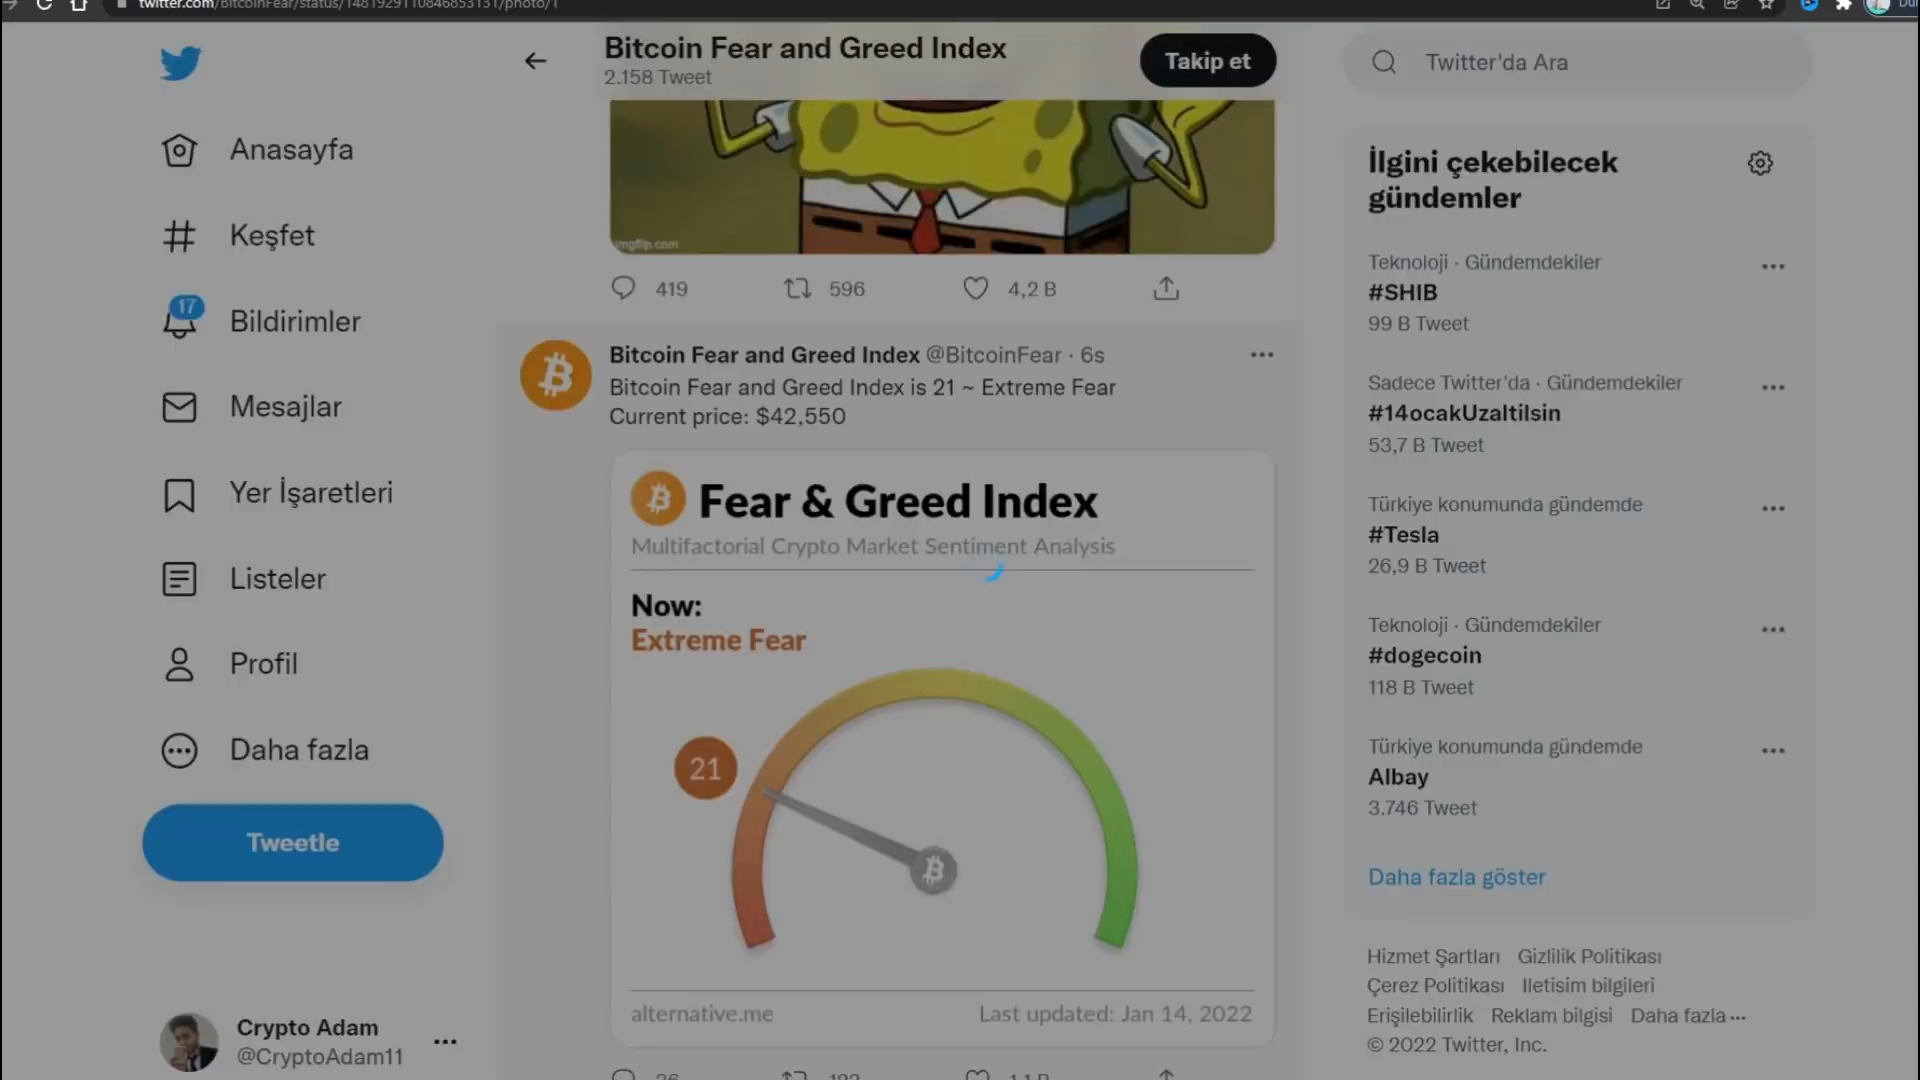 twitter.com/BitcoinFear/status/1481929110846853131/photo/1
Bitcoin Fear and Greed Index
2.158 Tweet
Takip et
Twitter'da Ara
Anasayfa
Keşfet
17
Bildirimler
Mesajlar
Yer İşaretleri
Listeler
Profil
Daha fazla
Tweetle
Crypto Adam
@CryptoAdam11
imgflip.com
419
596
4,2 B
Bitcoin Fear and Greed Index @BitcoinFear · 6s
Bitcoin Fear and Greed Index is 21 ~ Extreme Fear
Current price: $42,550
Fear & Greed Index
Multifactorial Crypto Market Sentiment Analysis
Now:
Extreme Fear
21
alternative.me
Last updated: Jan 14, 2022
İlgini çekebilecek
gündemler
Teknoloji · Gündemdekiler
#SHIB
99 B Tweet
Sadece Twitter'da · Gündemdekiler
#14ocakUzaltilsin
53,7 B Tweet
Türkiye konumunda gündemde
#Tesla
26,9 B Tweet
Teknoloji · Gündemdekiler
#dogecoin
118 B Tweet
Türkiye konumunda gündemde
Albay
3.746 Tweet
Daha fazla göster
Hizmet Şartları Gizlilik Politikası
Çerez Politikası Iletisim bilgileri
Erişilebilirlik Reklam bilgisi Daha fazla
© 2022 Twitter, Inc.